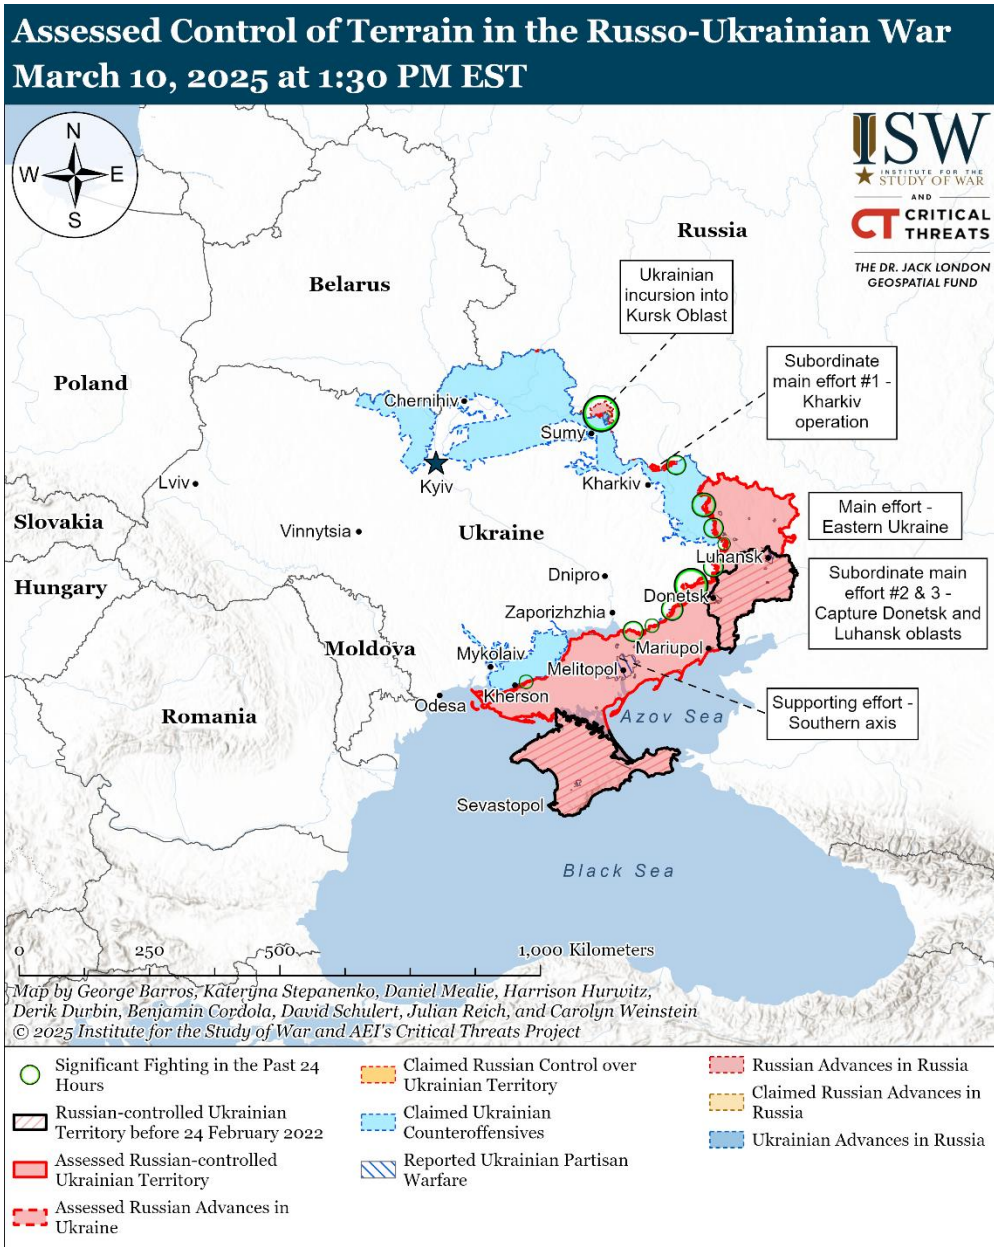 Assessed Control of Terrain in the Russo-Ukrainian War
March 10, 2025 at 1:30 PM EST
N
W
E
S
ISW
INSTITUTE FOR THE
STUDY OF WAR
AND
CT CRITICAL
THREATS
THE DR. JACK LONDON
GEOSPATIAL FUND
Russia
Ukrainian
incursion into
Kursk Oblast
Belarus
Subordinate
main effort #1 -
Kharkiv
operation
Poland
Chernihiv
Sumy
Kyiv
Lviv
Kharkiv
Slovakia
Main effort -
Eastern Ukraine
Vinnytsia
Ukraine
Luhansk
Hungary
Dnipro
Donetsk
Subordinate main
effort #2 & 3 -
Capture Donetsk and
Luhansk oblasts
Zaporizhzhia
Moldova
Mykolaiv
Mariupol
Melitopol
Kherson
Odesa
Romania
Azov Sea
Supporting effort -
Southern axis
Sevastopol
Black Sea
0
250
500
1,000 Kilometers
Map by George Barros, Kateryna Stepanenko, Daniel Mealie, Harrison Hurwitz,
Derik Durbin, Benjamin Cordola, David Schulert, Julian Reich, and Carolyn Weinstein
© 2025 Institute for the Study of War and AEI's Critical Threats Project
Significant Fighting in the Past 24
Hours
Russian-controlled Ukrainian
Territory before 24 February 2022
Assessed Russian-controlled
Ukrainian Territory
Assessed Russian Advances in
Ukraine
Claimed Russian Control over
Ukrainian Territory
Claimed Ukrainian
Counteroffensives
Reported Ukrainian Partisan
Warfare
Russian Advances in Russia
Claimed Russian Advances in
Russia
Ukrainian Advances in Russia